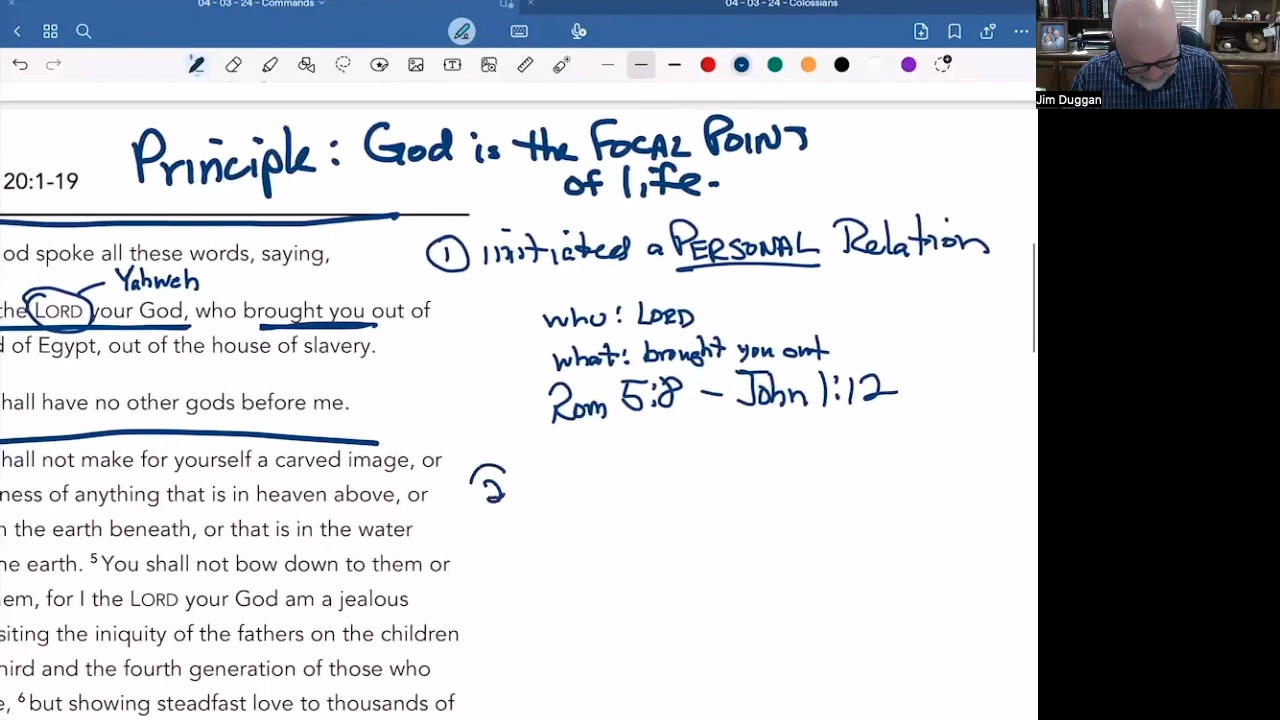 04 - 03 - 24 - Commands
04 - 03 - 24 - Colossians
Jim Duggan
Principle: God is the FOCAL POINT
of life.
20:1-19
od spoke all these words, saying,
Yahweh
the LORD your God, who brought you out of
d of Egypt, out of the house of slavery.
hall have no other gods before me.
hall not make for yourself a carved image, or
ness of anything that is in heaven above, or
n the earth beneath, or that is in the water
he earth. 5 You shall not bow down to them or
em, for I the LORD your God am a jealous
siting the iniquity of the fathers on the children
hird and the fourth generation of those who
e, 6 but showing steadfast love to thousands of
1 initiated a PERSONAL Relation
who: LORD
what: brought you out
Rom 5:8 – John 1:12
2